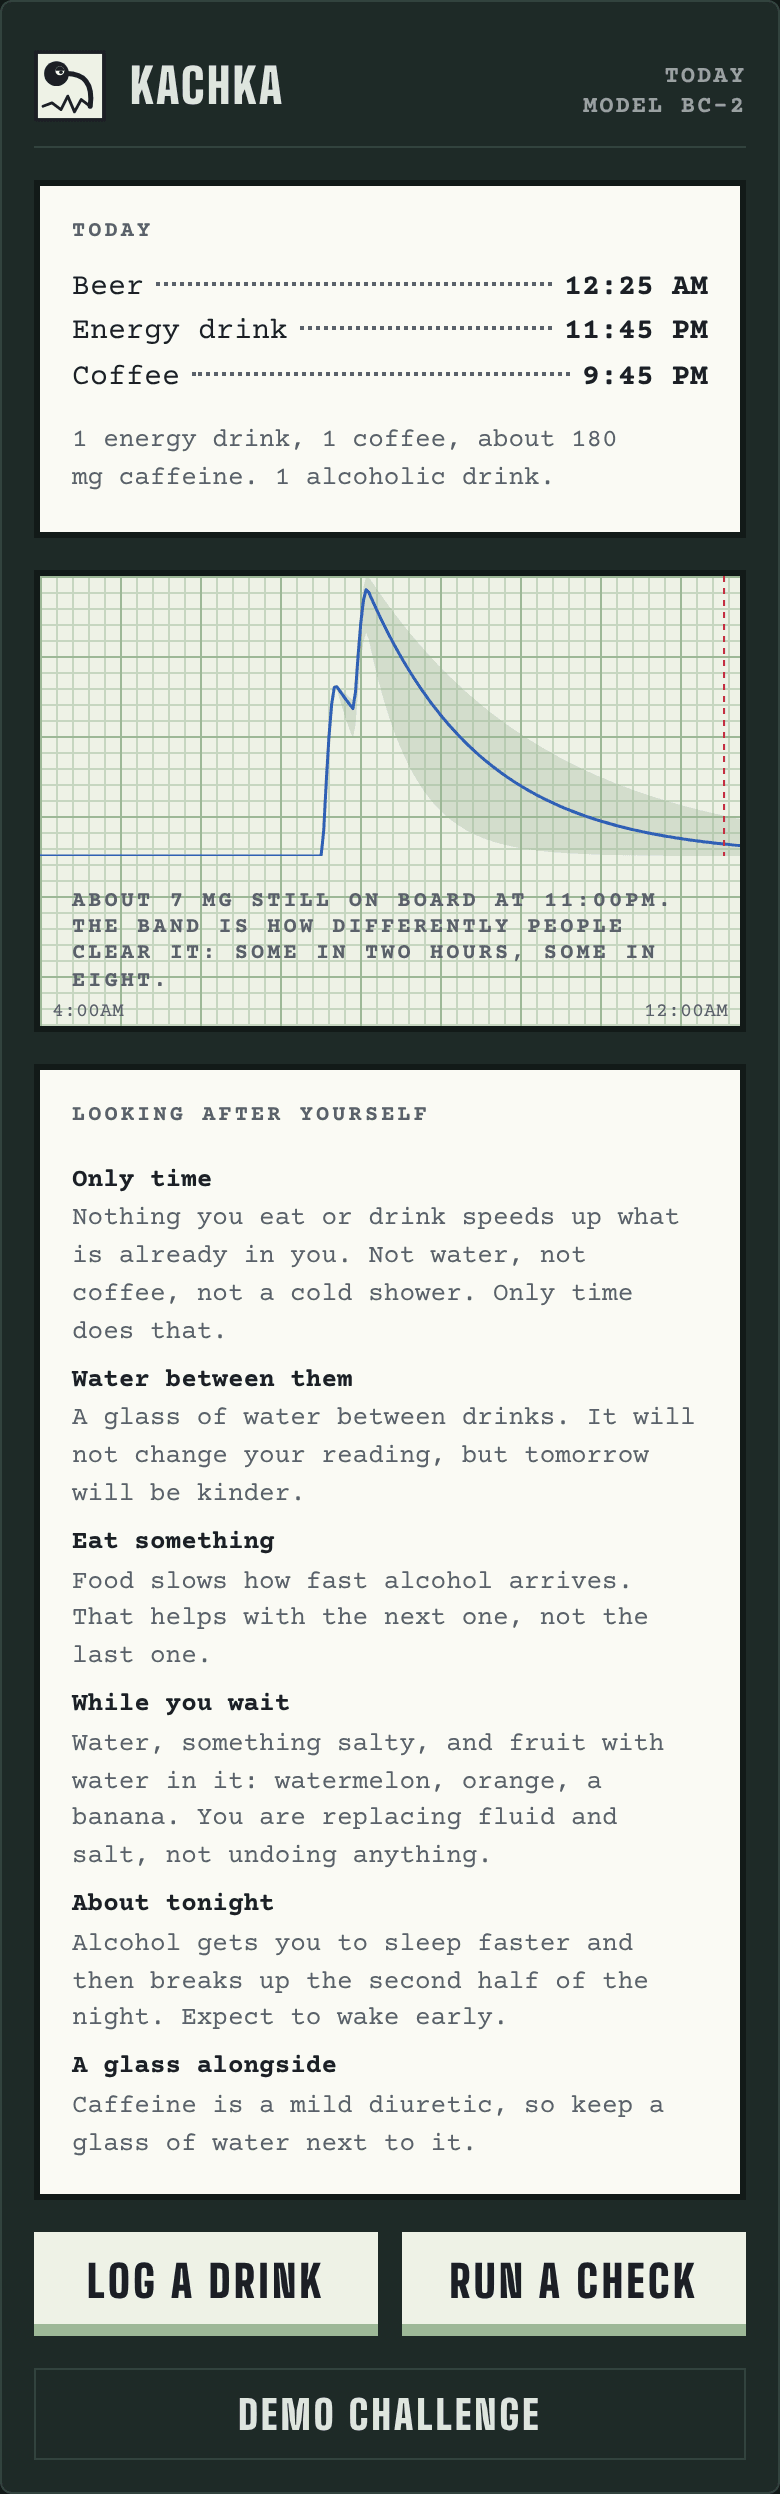 KACHKA
TODAY
MODEL BC-2
TODAY
Beer 12:25 AM
Energy drink 11:45 PM
Coffee 9:45 PM
1 energy drink, 1 coffee, about 180
mg caffeine. 1 alcoholic drink.
ABOUT 7 MG STILL ON BOARD AT 11:00PM.
THE BAND IS HOW DIFFERENTLY PEOPLE
CLEAR IT: SOME IN TWO HOURS, SOME IN
EIGHT.
4:00AM 12:00AM
LOOKING AFTER YOURSELF
Only time
Nothing you eat or drink speeds up what
is already in you. Not water, not
coffee, not a cold shower. Only time
does that.
Water between them
A glass of water between drinks. It will
not change your reading, but tomorrow
will be kinder.
Eat something
Food slows how fast alcohol arrives.
That helps with the next one, not the
last one.
While you wait
Water, something salty, and fruit with
water in it: watermelon, orange, a
banana. You are replacing fluid and
salt, not undoing anything.
About tonight
Alcohol gets you to sleep faster and
then breaks up the second half of the
night. Expect to wake early.
A glass alongside
Caffeine is a mild diuretic, so keep a
glass of water next to it.
LOG A DRINK
RUN A CHECK
DEMO CHALLENGE